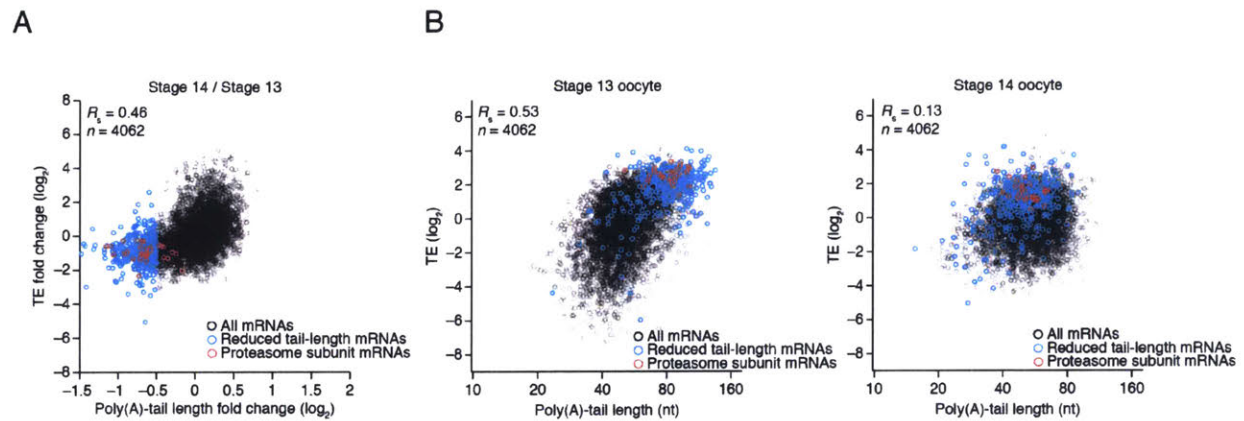 A
B
Stage 14 / Stage 13
Rs = 0.46
n = 4062
8
6
4
2
0
−2
−4
−6
−8
TE fold change (log2)
All mRNAs
Reduced tail-length mRNAs
Proteasome subunit mRNAs
−1.5 −1 −0.5 0 0.5 1 1.5 2
Poly(A)-tail length fold change (log2)
Stage 13 oocyte
Rs = 0.53
n = 4062
6
4
2
0
−2
−4
−6
−8
TE (log2)
All mRNAs
Reduced tail-length mRNAs
Proteasome subunit mRNAs
10 20 40 80 160
Poly(A)-tail length (nt)
Stage 14 oocyte
Rs = 0.13
n = 4062
6
4
2
0
−2
−4
−6
−8
TE (log2)
All mRNAs
Reduced tail-length mRNAs
Proteasome subunit mRNAs
10 20 40 80 160
Poly(A)-tail length (nt)